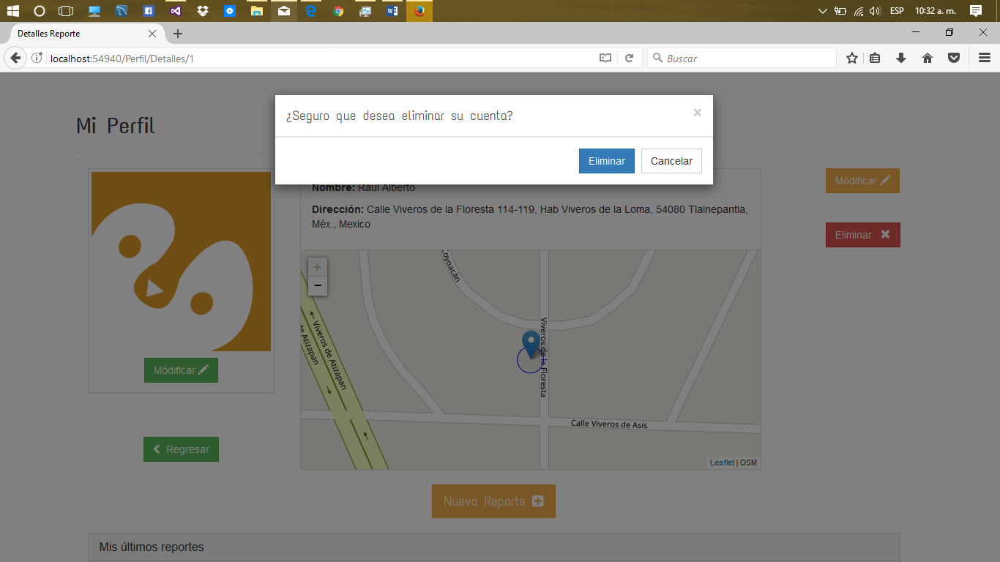 ESP
10:32 a. m.
Detalles Reporte
localhost:54940/Perfil/Detalles/1
Buscar
¿Seguro que desea eliminar su cuenta?
×
Eliminar
Cancelar
Mi Perfil
Nombre: Raúl Alberto
Dirección: Calle Viveros de la Floresta 114-119, Hab Viveros de la Loma, 54080 Tlalnepantla,
Méx., Mexico
Módificar
Eliminar
+
−
Coyoacán
Viveros de la Floresta
Viveros de Atizapan
de Atizapan
Calle Viveros de Asís
Leaflet | OSM
Módificar
Regresar
Nuevo Reporte
Mis últimos reportes